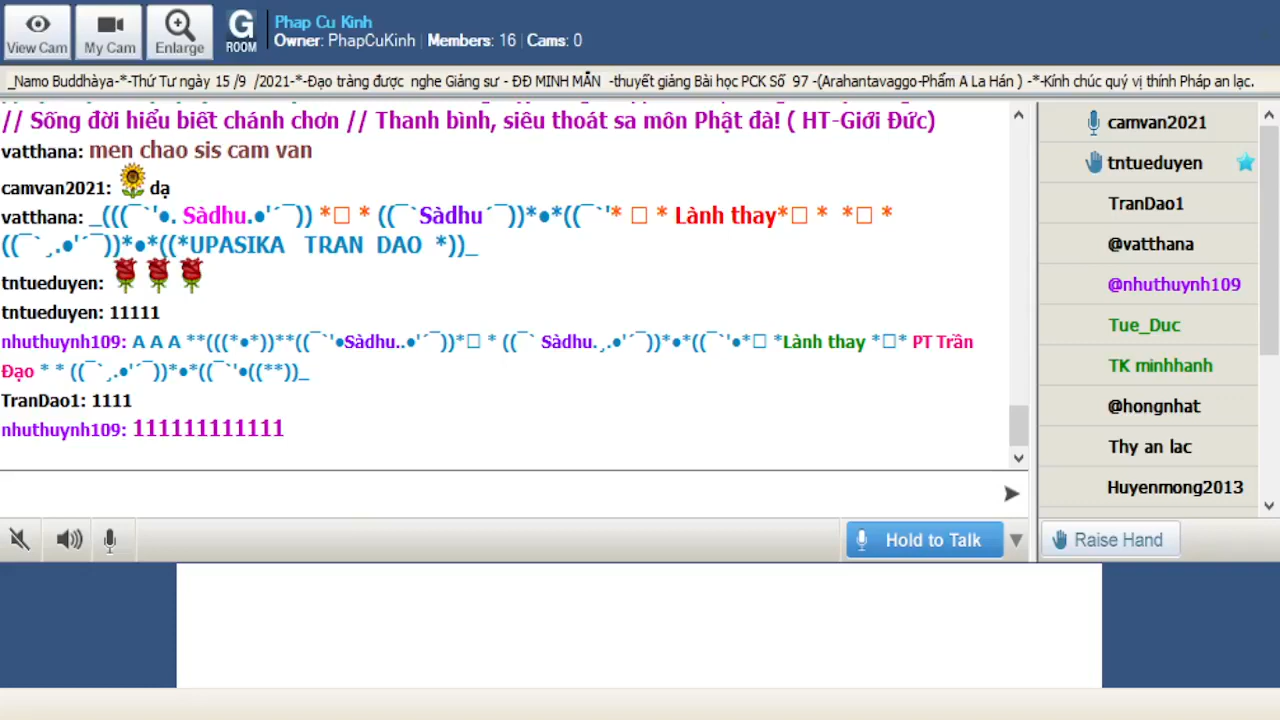 View Cam
My Cam
Enlarge
G
ROOM
Phap Cu Kinh
Owner: PhapCuKinh | Members: 16 | Cams: 0
_Namo Buddhàya-*-Thứ Tư ngày 15 /9 /2021-*-Đạo tràng được nghe Giảng sư - ĐĐ MINH MẪN -thuyết giảng Bài học PCK Số 97 -(Arahantavaggo-Phẩm A La Hán ) -*-Kính chúc quý vị thính Pháp an lạc.
// Sống đời hiểu biết chánh chơn // Thanh bình, siêu thoát sa môn Phật đà! ( HT-Giới Đức)
vatthana: men chao sis cam van
camvan2021: dạ
vatthana: _(((¯`'•. Sàdhu.•'´¯)) *□ * ((¯`Sàdhu´¯))*•*((¯`'* □ * Lành thay*□ * *□ *
((¯`¸.•'´¯))*•*((*UPASIKA TRAN DAO *))_
tntueduyen:
tntueduyen: 11111
nhuthuynh109: A A A **(((*•*))**((¯`'•Sàdhu..•'´¯))*□ * ((¯` Sàdhu.¸.•'´¯))*•*((¯`'•*□ *Lành thay *□* PT Trần
Đạo * * ((¯`¸.•'´¯))*•*((¯`'•((**))_
TranDao1: 1111
nhuthuynh109: 111111111111
Hold to Talk
camvan2021
tntueduyen
TranDao1
@vatthana
@nhuthuynh109
Tue_Duc
TK minhhanh
@hongnhat
Thy an lac
Huyenmong2013
Raise Hand